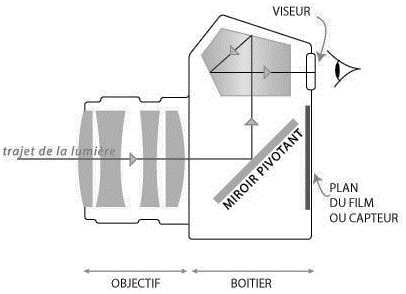 VISEUR
trajet de la lumière
MIROIR PIVOTANT
PLAN
DU FILM
OU CAPTEUR
OBJECTIF
BOITIER